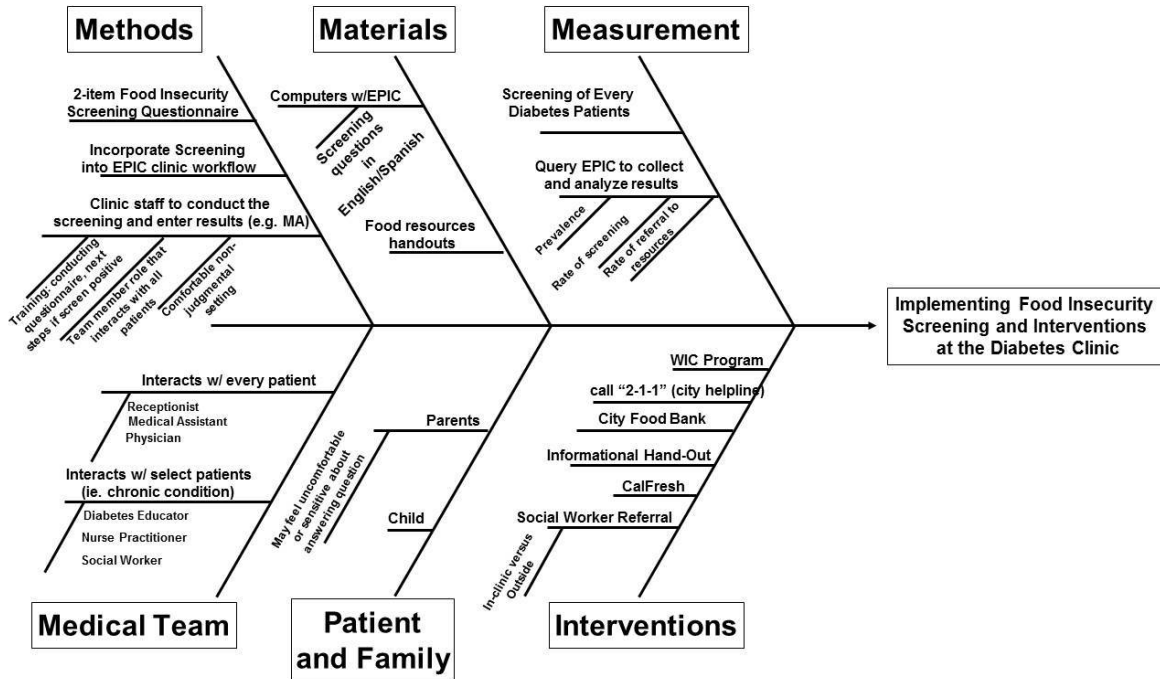 Methods
Materials
Measurement
2-item Food Insecurity
Screening Questionnaire
Incorporate Screening
into EPIC clinic workflow
Clinic staff to conduct the
screening and enter results (e.g. MA)
Training: conducting
questionnaire, next
steps if screen positive
Team member role that
interacts with all
patients
Comfortable non-
judgmental
setting
Computers w/EPIC
Screening
questions
in
English/Spanish
Food resources
handouts
Screening of Every
Diabetes Patients
Query EPIC to collect
and analyze results
Prevalence
Rate of screening
Rate of referral to
resources
Implementing Food Insecurity
Screening and Interventions
at the Diabetes Clinic
Interacts w/ every patient
Receptionist
Medical Assistant
Physician
Interacts w/ select patients
(ie. chronic condition)
Diabetes Educator
Nurse Practitioner
Social Worker
Parents
May feel uncomfortable
or sensitive about
answering question
Child
WIC Program
call “2-1-1” (city helpline)
City Food Bank
Informational Hand-Out
CalFresh
Social Worker Referral
In-clinic versus
Outside
Medical Team
Patient
and Family
Interventions